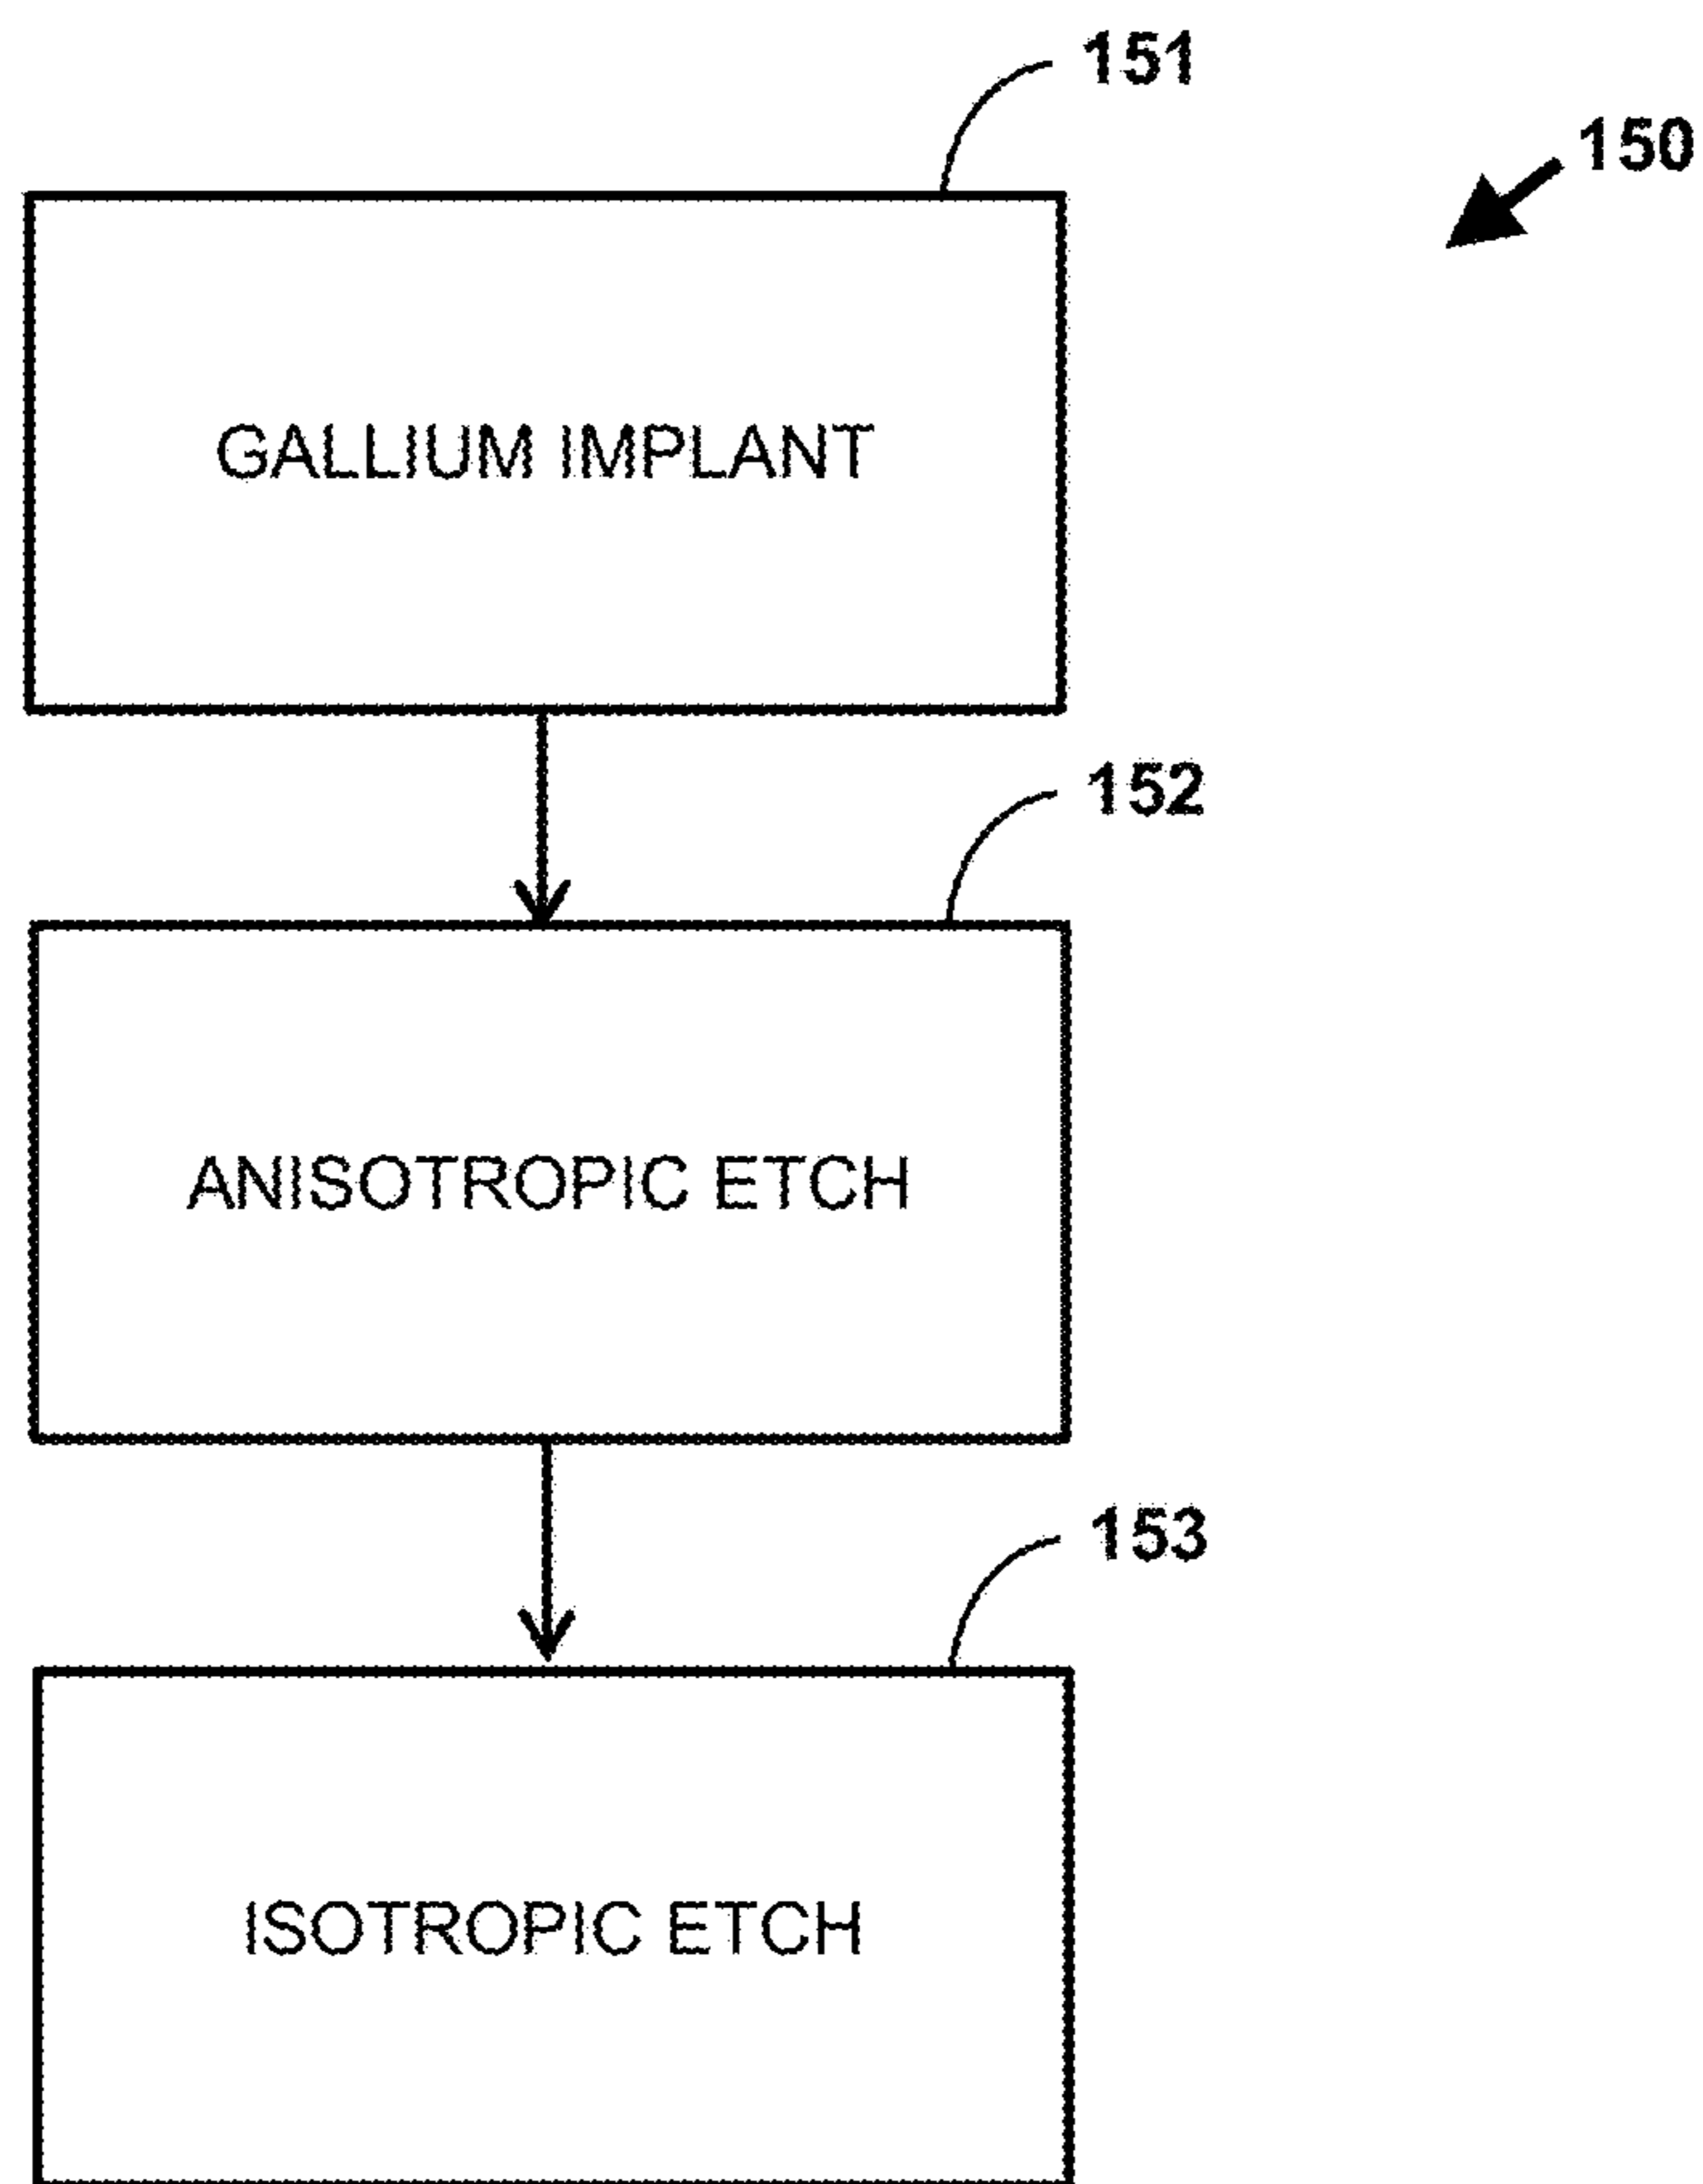 151
150
GALLIUM IMPLANT
152
ANISOTROPIC ETCH
153
ISOTROPIC ETCH